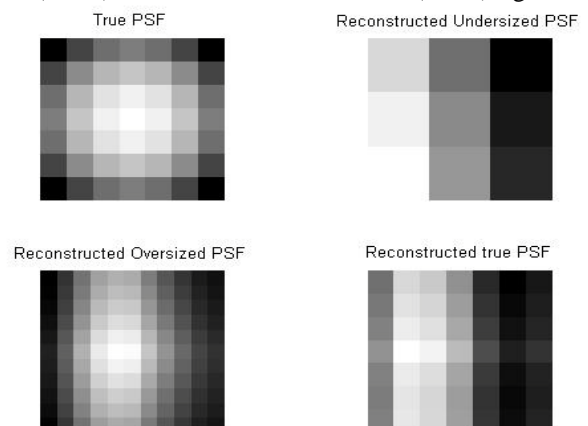 True PSF
Reconstructed Undersized PSF
Reconstructed Oversized PSF
Reconstructed true PSF